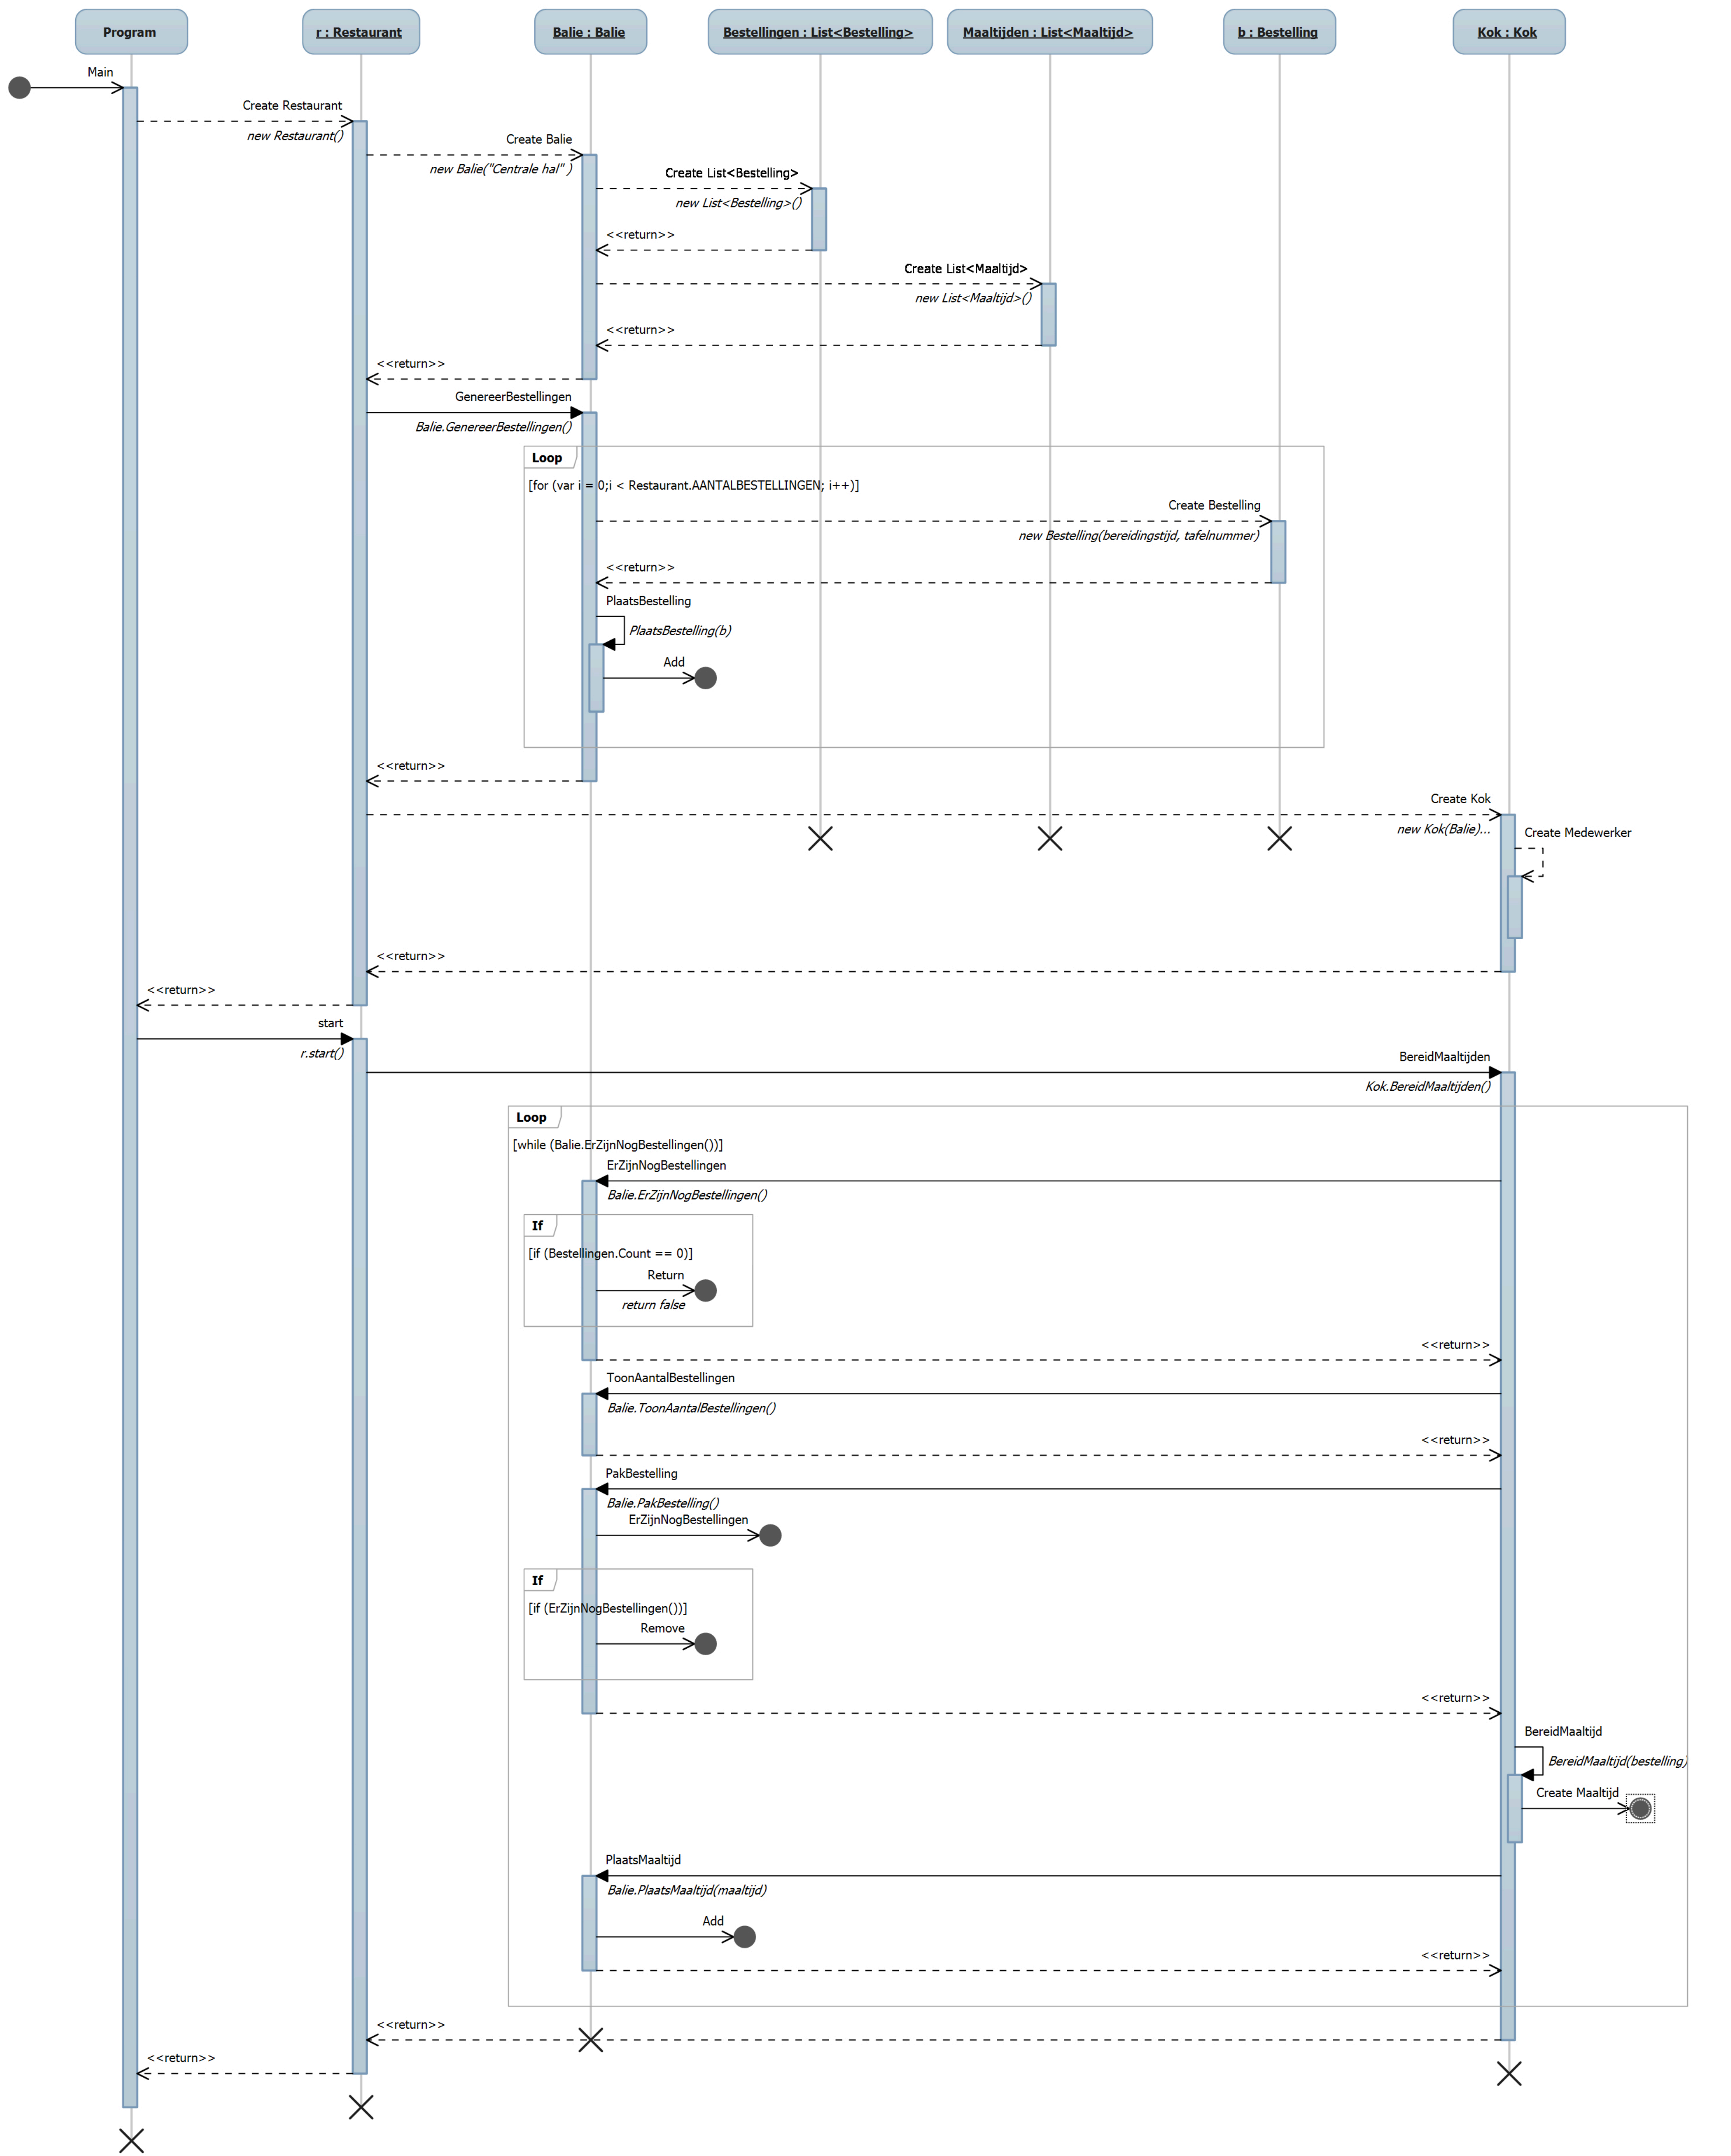 Program
r : Restaurant
Balie : Balie
Bestellingen : List<Bestelling>
Maaltijden : List<Maaltijd>
b : Bestelling
Kok : Kok
Main
Create Restaurant
new Restaurant()
Create Balie
new Balie("Centrale hal" )
Create List<Bestelling>
new List<Bestelling>()
<<return>>
Create List<Maaltijd>
new List<Maaltijd>()
<<return>>
<<return>>
GenereerBestellingen
Balie.GenereerBestellingen()
Loop
[for (var i = 0;i < Restaurant.AANTALBESTELLINGEN; i++)]
Create Bestelling
new Bestelling(bereidingstijd, tafelnummer)
<<return>>
PlaatsBestelling
PlaatsBestelling(b)
Add
<<return>>
Create Kok
new Kok(Balie)...
Create Medewerker
<<return>>
<<return>>
start
r.start()
BereidMaaltijden
Kok.BereidMaaltijden()
Loop
[while (Balie.ErZijnNogBestellingen())]
ErZijnNogBestellingen
Balie.ErZijnNogBestellingen()
If
[if (Bestellingen.Count == 0)]
Return
return false
<<return>>
ToonAantalBestellingen
Balie.ToonAantalBestellingen()
<<return>>
PakBestelling
Balie.PakBestelling()
ErZijnNogBestellingen
If
[if (ErZijnNogBestellingen())]
Remove
<<return>>
BereidMaaltijd
BereidMaaltijd(bestelling)
Create Maaltijd
PlaatsMaaltijd
Balie.PlaatsMaaltijd(maaltijd)
Add
<<return>>
<<return>>
<<return>>